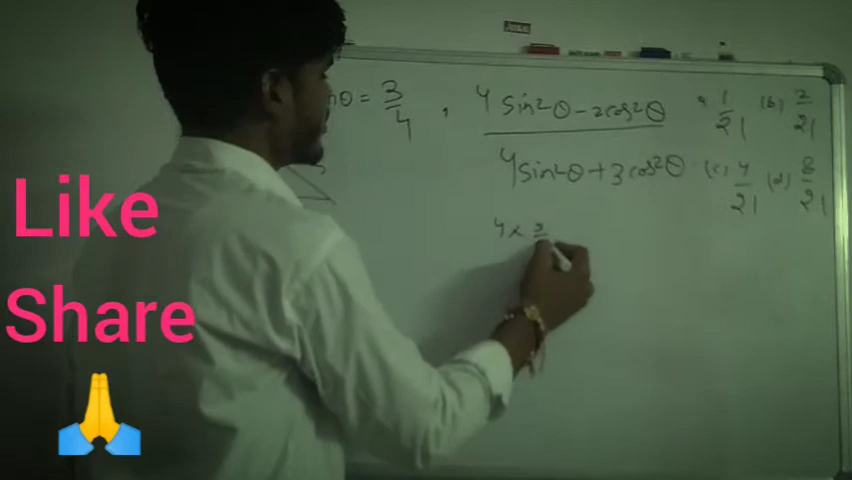 nθ = 3/4 , 4 sin²θ - 2cos²θ / 4 sin²θ + 3 cos²θ
1/21 (b) 2/21
(c) 4/21 (d) 8/21
4 ×
Like
Share